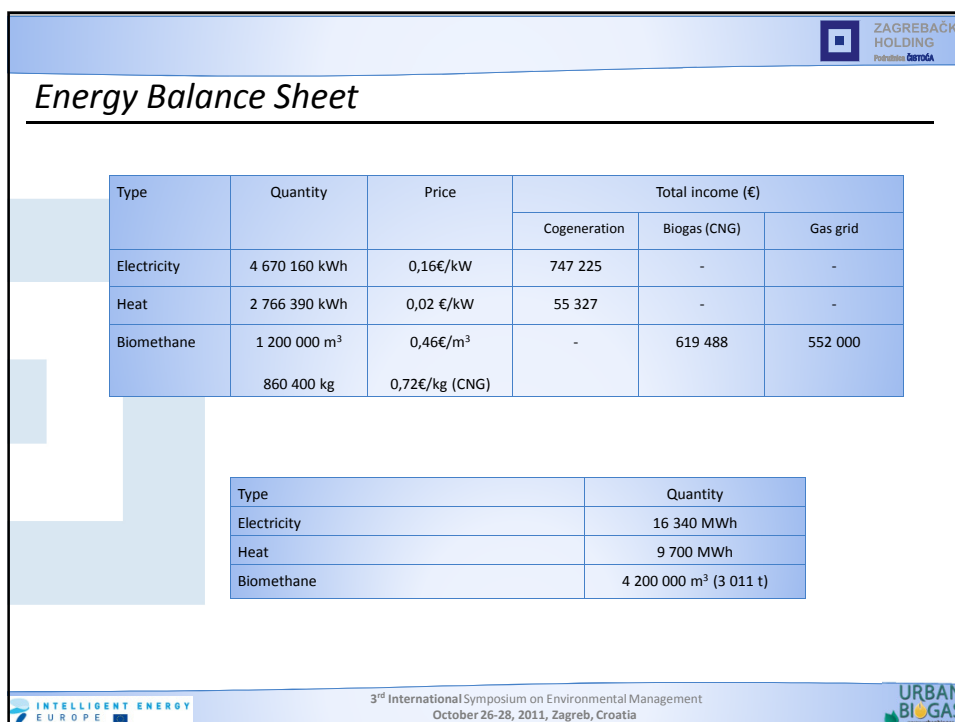 ZAGREBAČK
HOLDING
Podružnica ČISTOĆA
Energy Balance Sheet
Type Quantity Price Total income (€)
Cogeneration Biogas (CNG) Gas grid
Electricity 4 670 160 kWh 0,16€/kW 747 225 - -
Heat 2 766 390 kWh 0,02 €/kW 55 327 - -
Biomethane 1 200 000 m³ 0,46€/m³ - 619 488 552 000
860 400 kg 0,72€/kg (CNG)
Type Quantity
Electricity 16 340 MWh
Heat 9 700 MWh
Biomethane 4 200 000 m³ (3 011 t)
INTELLIGENT ENERGY
EUROPE
3rd International Symposium on Environmental Management
October 26-28, 2011, Zagreb, Croatia
URBAN
BIOGAS